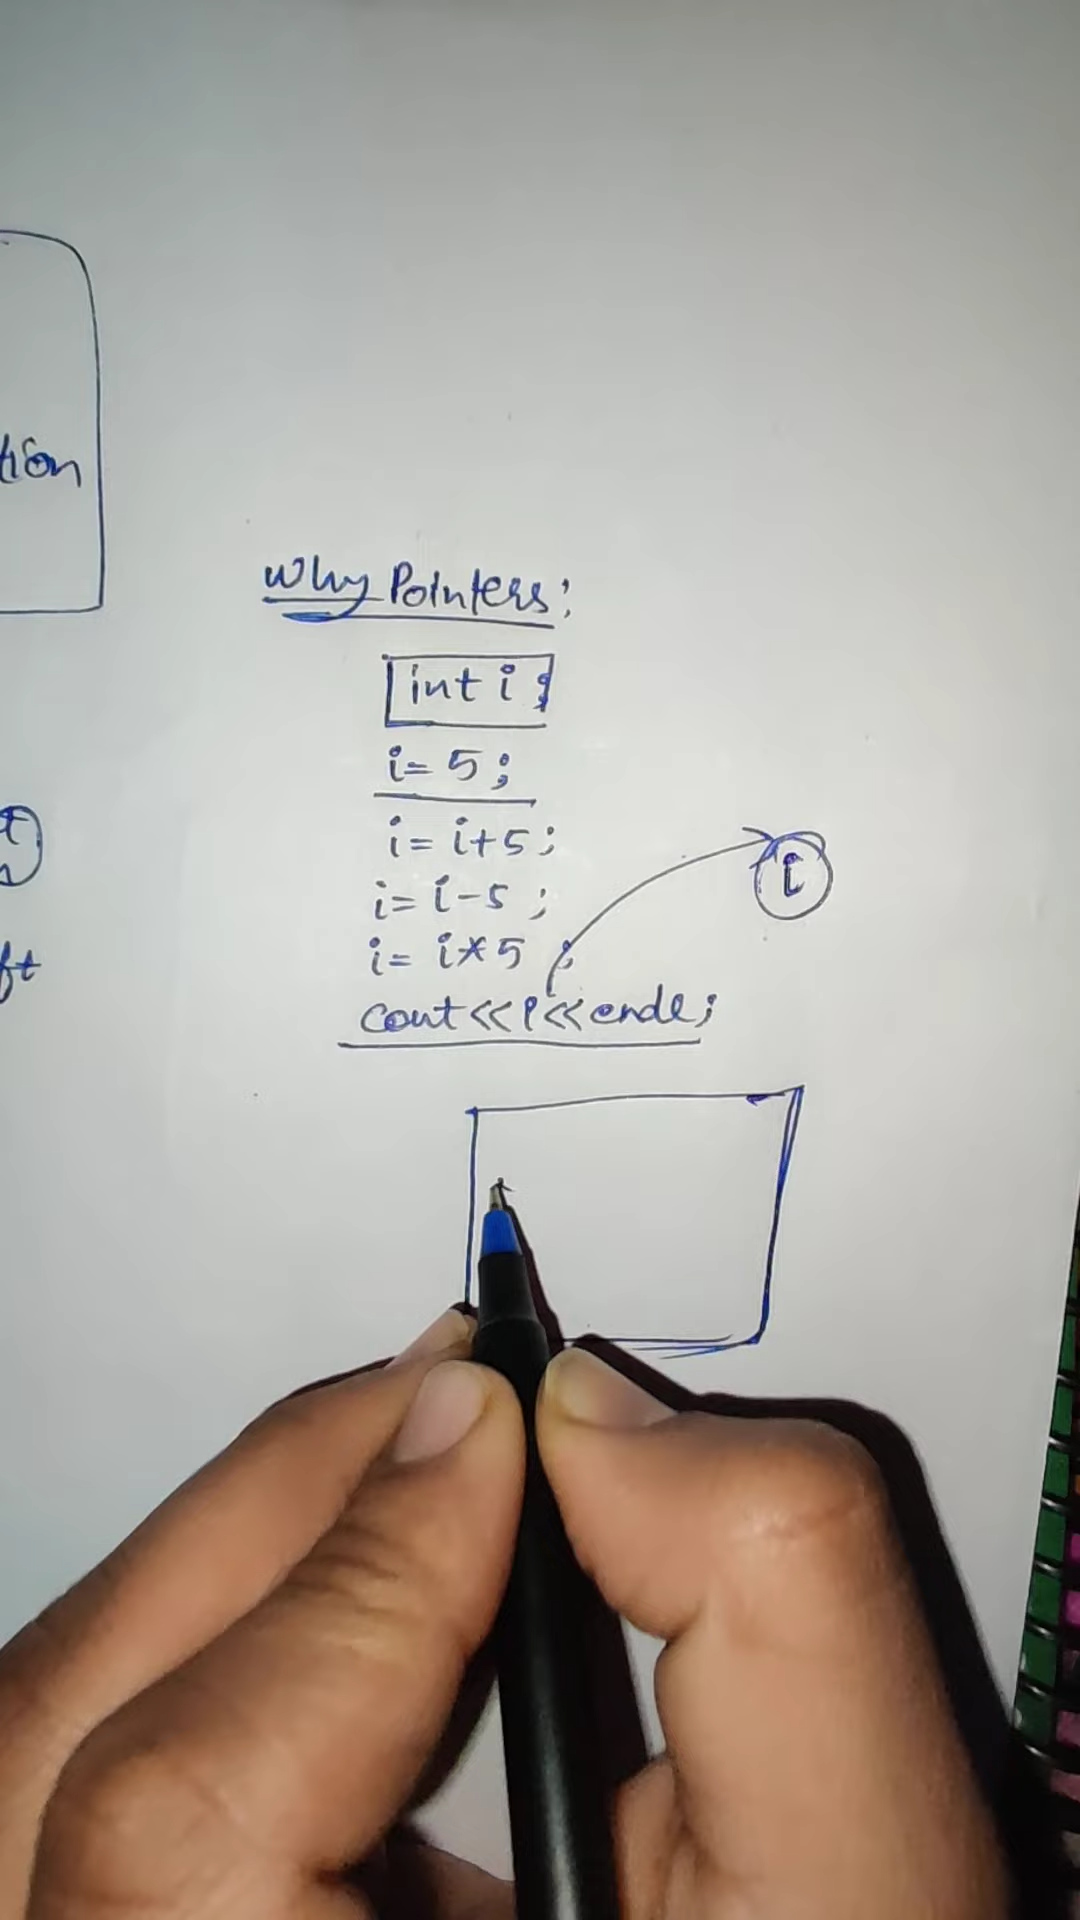 tion
Why Pointers:
int i;
i= 5;
i= i+5;
i= i-5;
i= i*5;
i
cout<<i<<endl;
ft